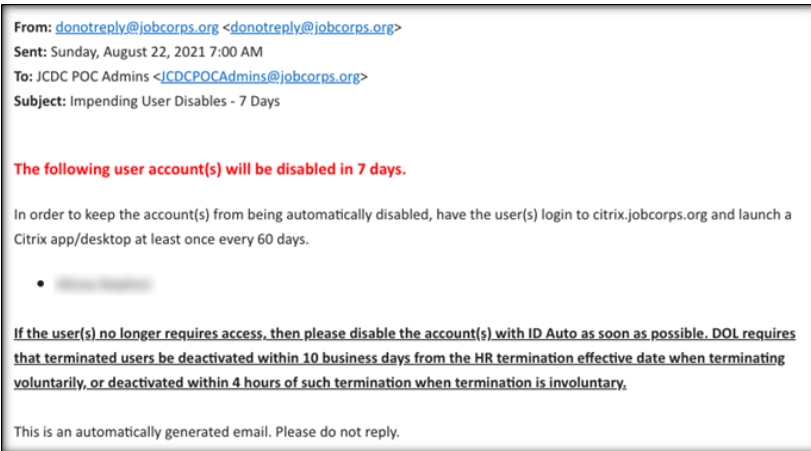 From: donotreply@jobcorps.org <donotreply@jobcorps.org>
Sent: Sunday, August 22, 2021 7:00 AM
To: JCDC POC Admins <JCDCPOCAdmins@jobcorps.org>
Subject: Impending User Disables - 7 Days
The following user account(s) will be disabled in 7 days.
In order to keep the account(s) from being automatically disabled, have the user(s) login to citrix.jobcorps.org and launch a
Citrix app/desktop at least once every 60 days.
If the user(s) no longer requires access, then please disable the account(s) with ID Auto as soon as possible. DOL requires
that terminated users be deactivated within 10 business days from the HR termination effective date when terminating
voluntarily, or deactivated within 4 hours of such termination when termination is involuntary.
This is an automatically generated email. Please do not reply.